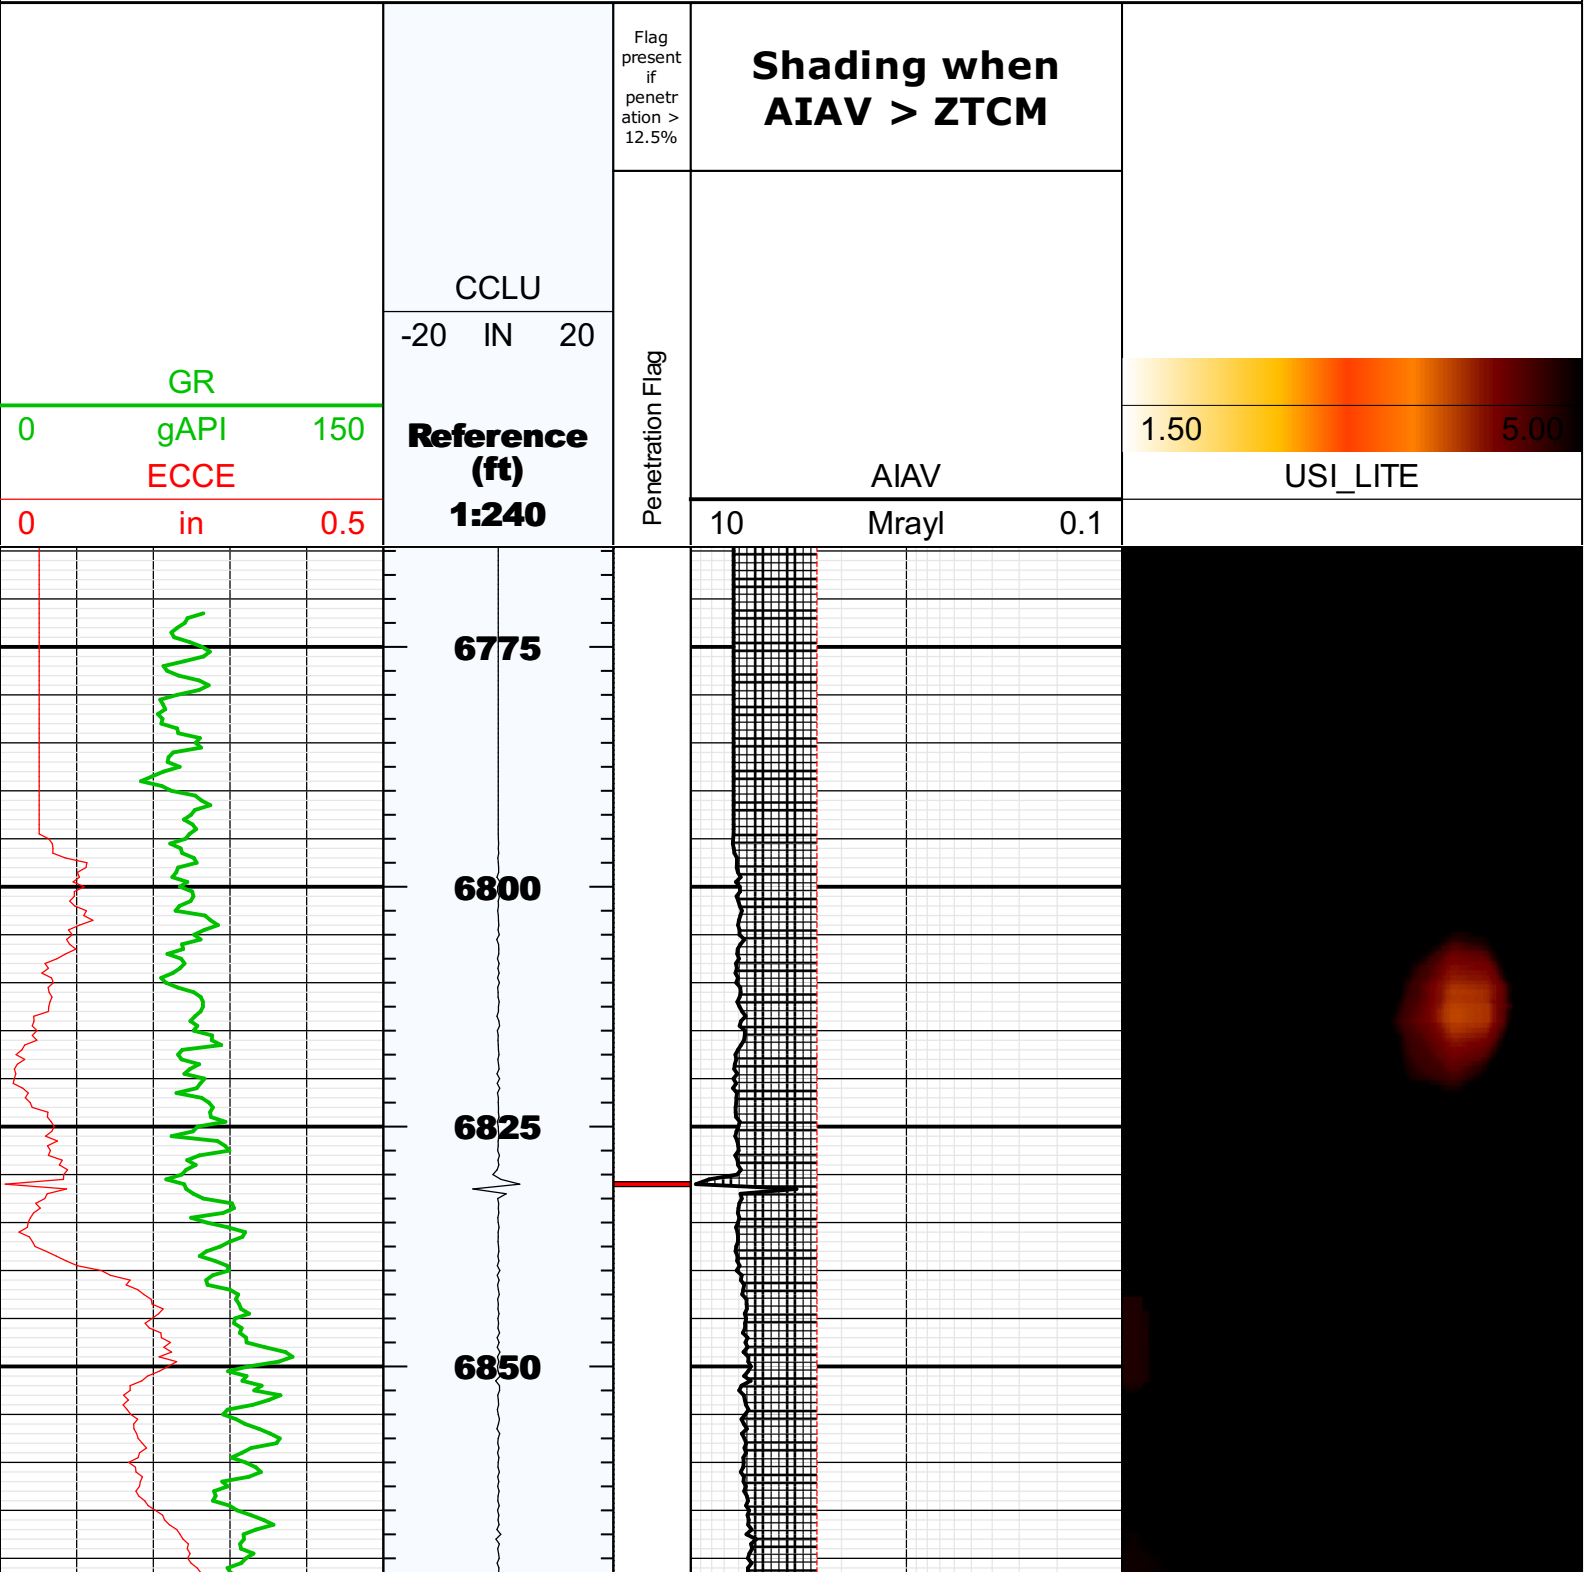 Flag
present
if
penetr
ation >
12.5%
Shading when
AIAV > ZTCM
CCLU
-20 IN 20
GR
0 gAPI 150
ECCE
0 in 0.5
Reference
(ft)
1:240
Penetration Flag
AIAV
10 Mrayl 0.1
1.50 5.00
USI_LITE
6775
6800
6825
6850